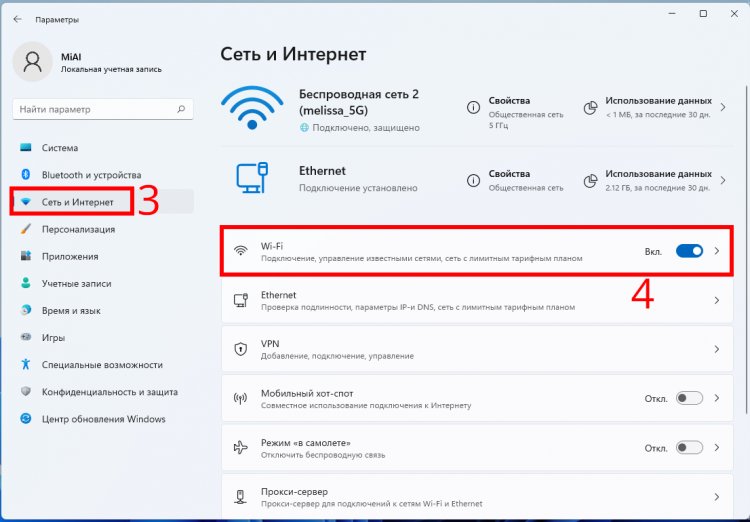 Параметры
MiAl
Локальная учетная запись
Найти параметр
Система
Bluetooth и устройства
Сеть и Интернет
3
Персонализация
Приложения
Учетные записи
Время и язык
Игры
Специальные возможности
Конфиденциальность и защита
Центр обновления Windows
Сеть и Интернет
Беспроводная сеть 2
(melissa_5G)
Подключено, защищено
Свойства
Общественная сеть
5 ГГц
Использование данных
< 1 МБ, за последние 30 дн.
Ethernet
Подключение установлено
Свойства
Общественная сеть
Использование данных
2.12 ГБ, за последние 30 дн.
Wi-Fi
Подключение, управление известными сетями, сеть с лимитным тарифным планом
Вкл.
4
Ethernet
Проверка подлинности, параметры IP-и DNS, сеть с лимитным тарифным планом
VPN
Добавление, подключение, управление
Мобильный хот-спот
Совместное использование подключения к Интернету
Откл.
Режим «в самолете»
Отключить беспроводную связь
Откл.
Прокси-сервер
Прокси-сервер для подключений к сетям Wi-Fi и Ethernet